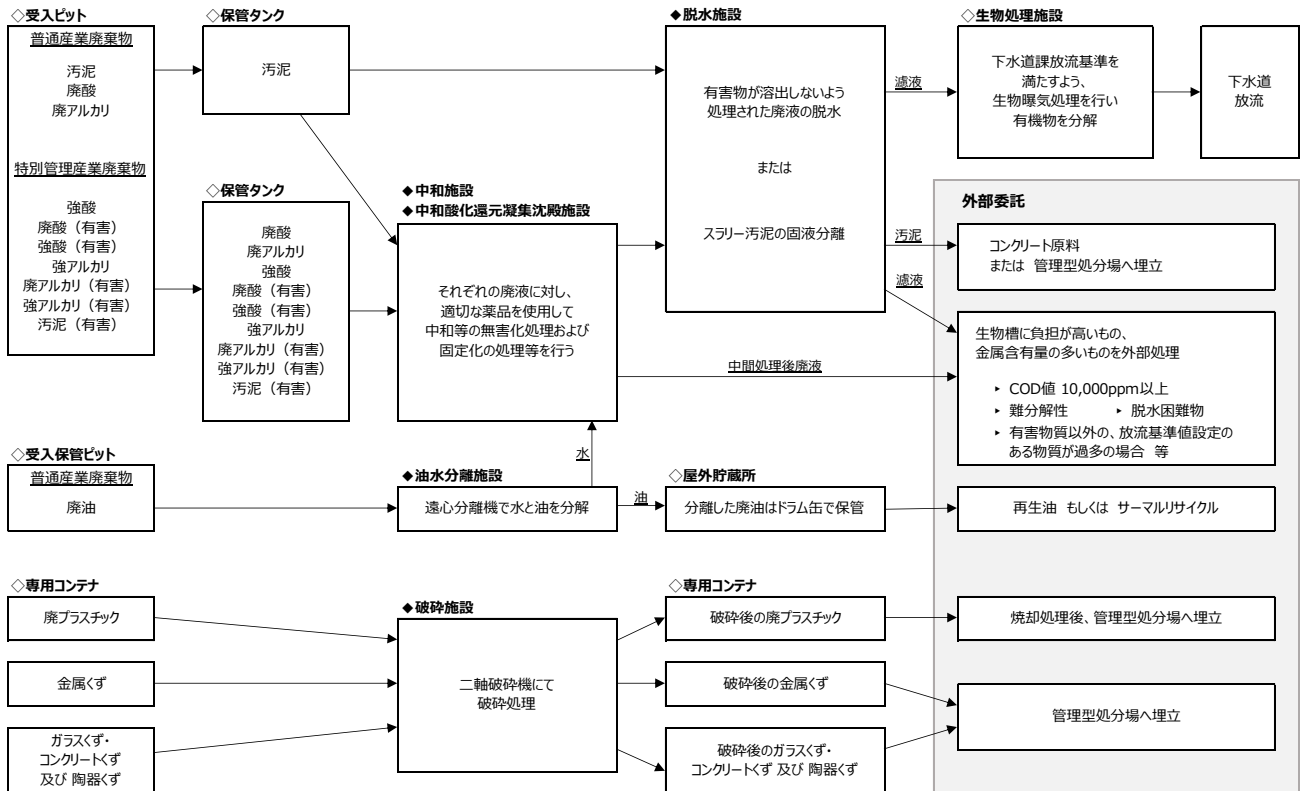 ◇受入ピット
普通産業廃棄物
汚泥
廃酸
廃アルカリ
特別管理産業廃棄物
強酸
廃酸（有害）
強酸（有害）
強アルカリ
廃アルカリ（有害）
強アルカリ（有害）
汚泥（有害）
◇保管タンク
汚泥
◇保管タンク
廃酸
廃アルカリ
強酸
廃酸（有害）
強酸（有害）
強アルカリ
廃アルカリ（有害）
強アルカリ（有害）
汚泥（有害）
◆中和施設
◆中和酸化還元凝集沈殿施設
それぞれの廃液に対し、
適切な薬品を使用して
中和等の無害化処理および
固定化の処理等を行う
◆脱水施設
有害物が溶出しないよう
処理された廃液の脱水
または
スラリー汚泥の固液分離
濾液
◇生物処理施設
下水道課放流基準を
満たすよう、
生物曝気処理を行い
有機物を分解
下水道
放流
外部委託
汚泥
コンクリート原料
または 管理型処分場へ埋立
濾液
中間処理後廃液
生物槽に負担が高いもの、
金属含有量の多いものを外部処理
‣ COD値 10,000ppm以上
‣ 難分解性 ‣ 脱水困難物
‣ 有害物質以外の、放流基準値設定の
ある物質が過多の場合 等
◇受入保管ピット
普通産業廃棄物
廃油
水
◆油水分離施設
遠心分離機で水と油を分解
油
◇屋外貯蔵所
分離した廃油はドラム缶で保管
再生油 もしくは サーマルリサイクル
◇専用コンテナ
廃プラスチック
金属くず
ガラスくず・
コンクリートくず
及び 陶器くず
◆破砕施設
二軸破砕機にて
破砕処理
◇専用コンテナ
破砕後の廃プラスチック
破砕後の金属くず
破砕後のガラスくず・
コンクリートくず 及び 陶器くず
焼却処理後、管理型処分場へ埋立
管理型処分場へ埋立